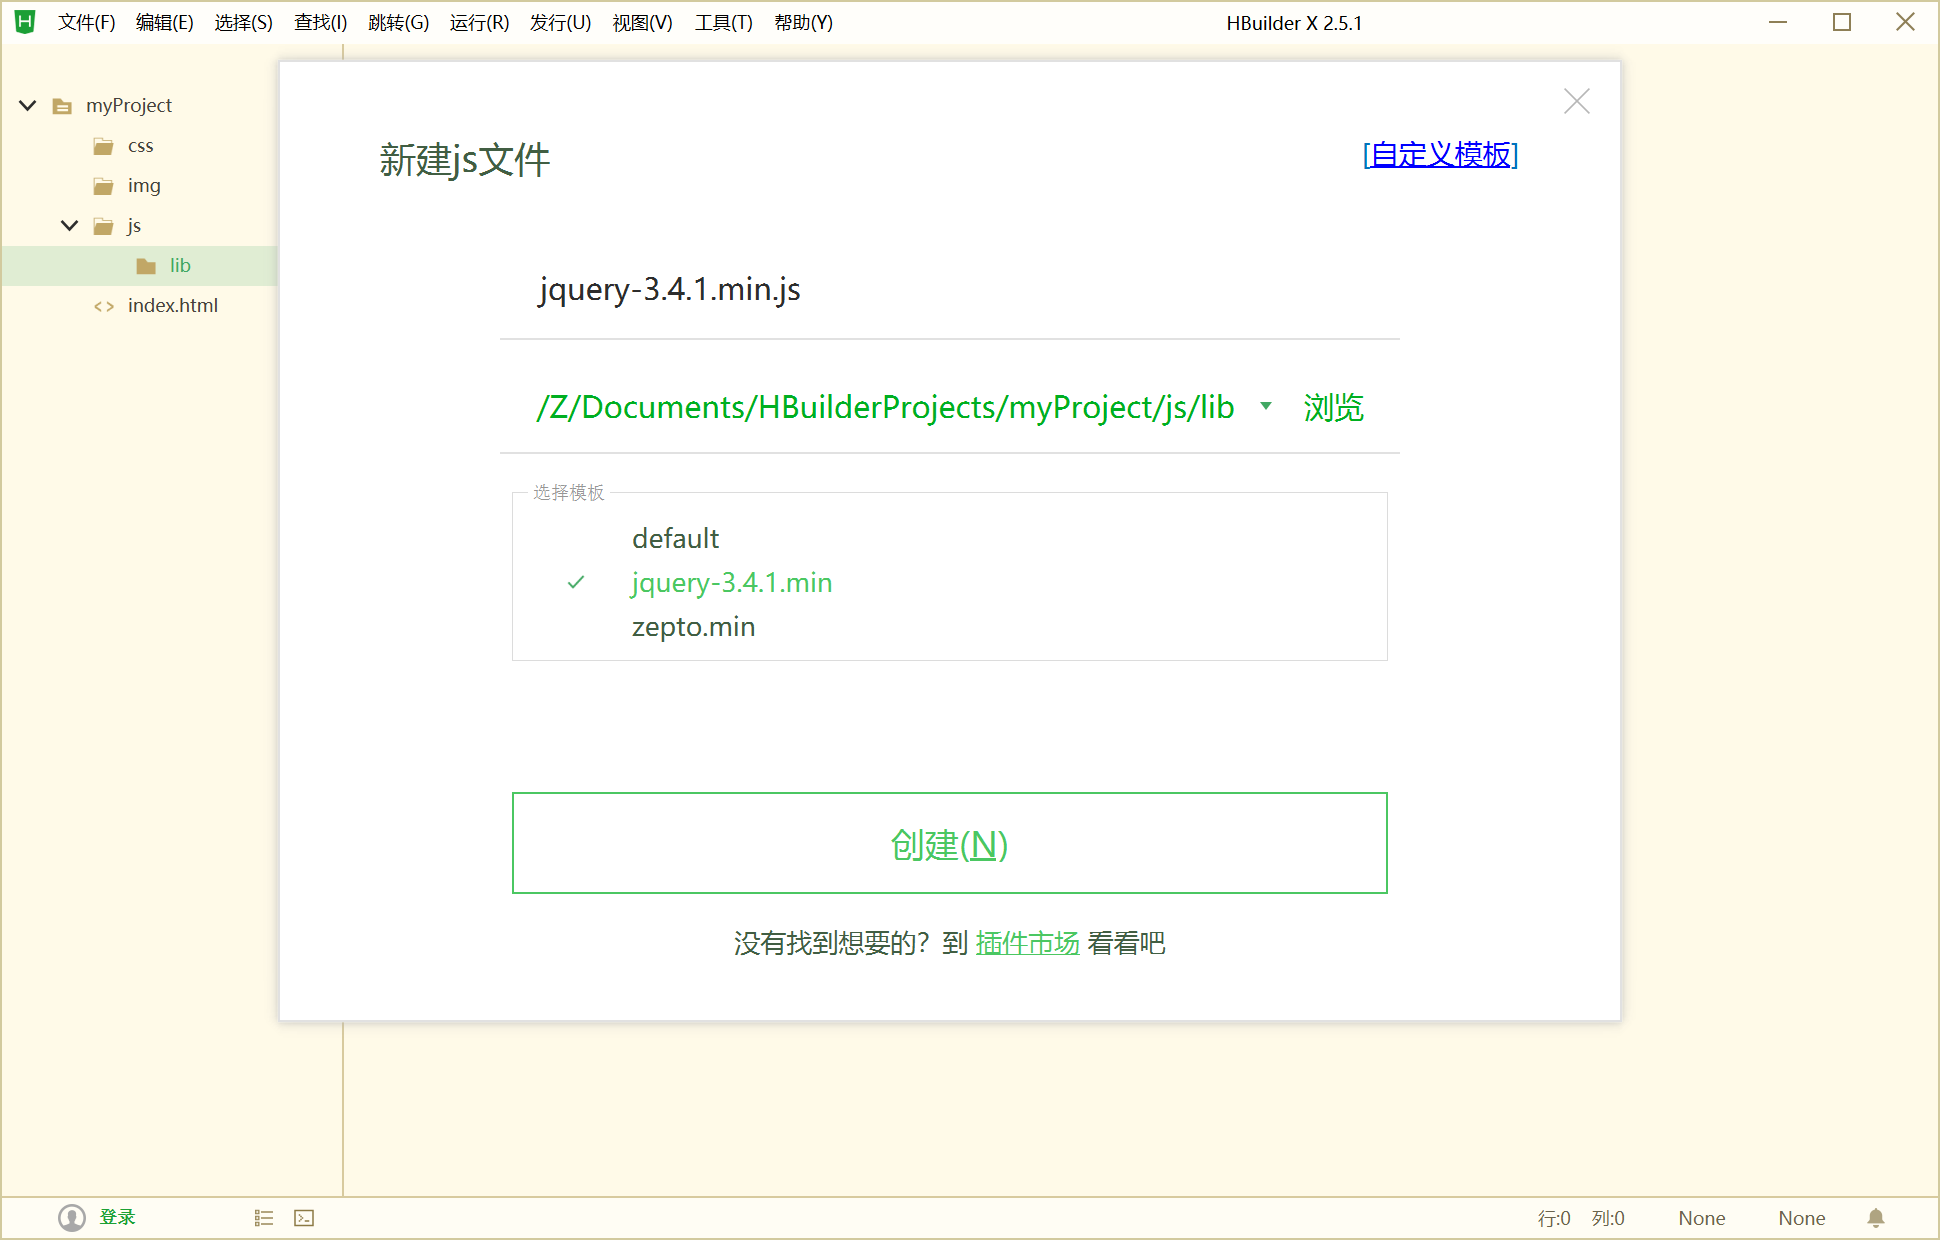 文件(F) 编辑(E) 选择(S) 查找(I) 跳转(G) 运行(R) 发行(U) 视图(V) 工具(T) 帮助(Y) HBuilder X 2.5.1
myProject
css
img
js
lib
index.html
新建js文件
[自定义模板]
jquery-3.4.1.min.js
/Z/Documents/HBuilderProjects/myProject/js/lib 浏览
选择模板
default
jquery-3.4.1.min
zepto.min
创建(N)
没有找到想要的？到 插件市场 看看吧
登录 行:0 列:0 None None